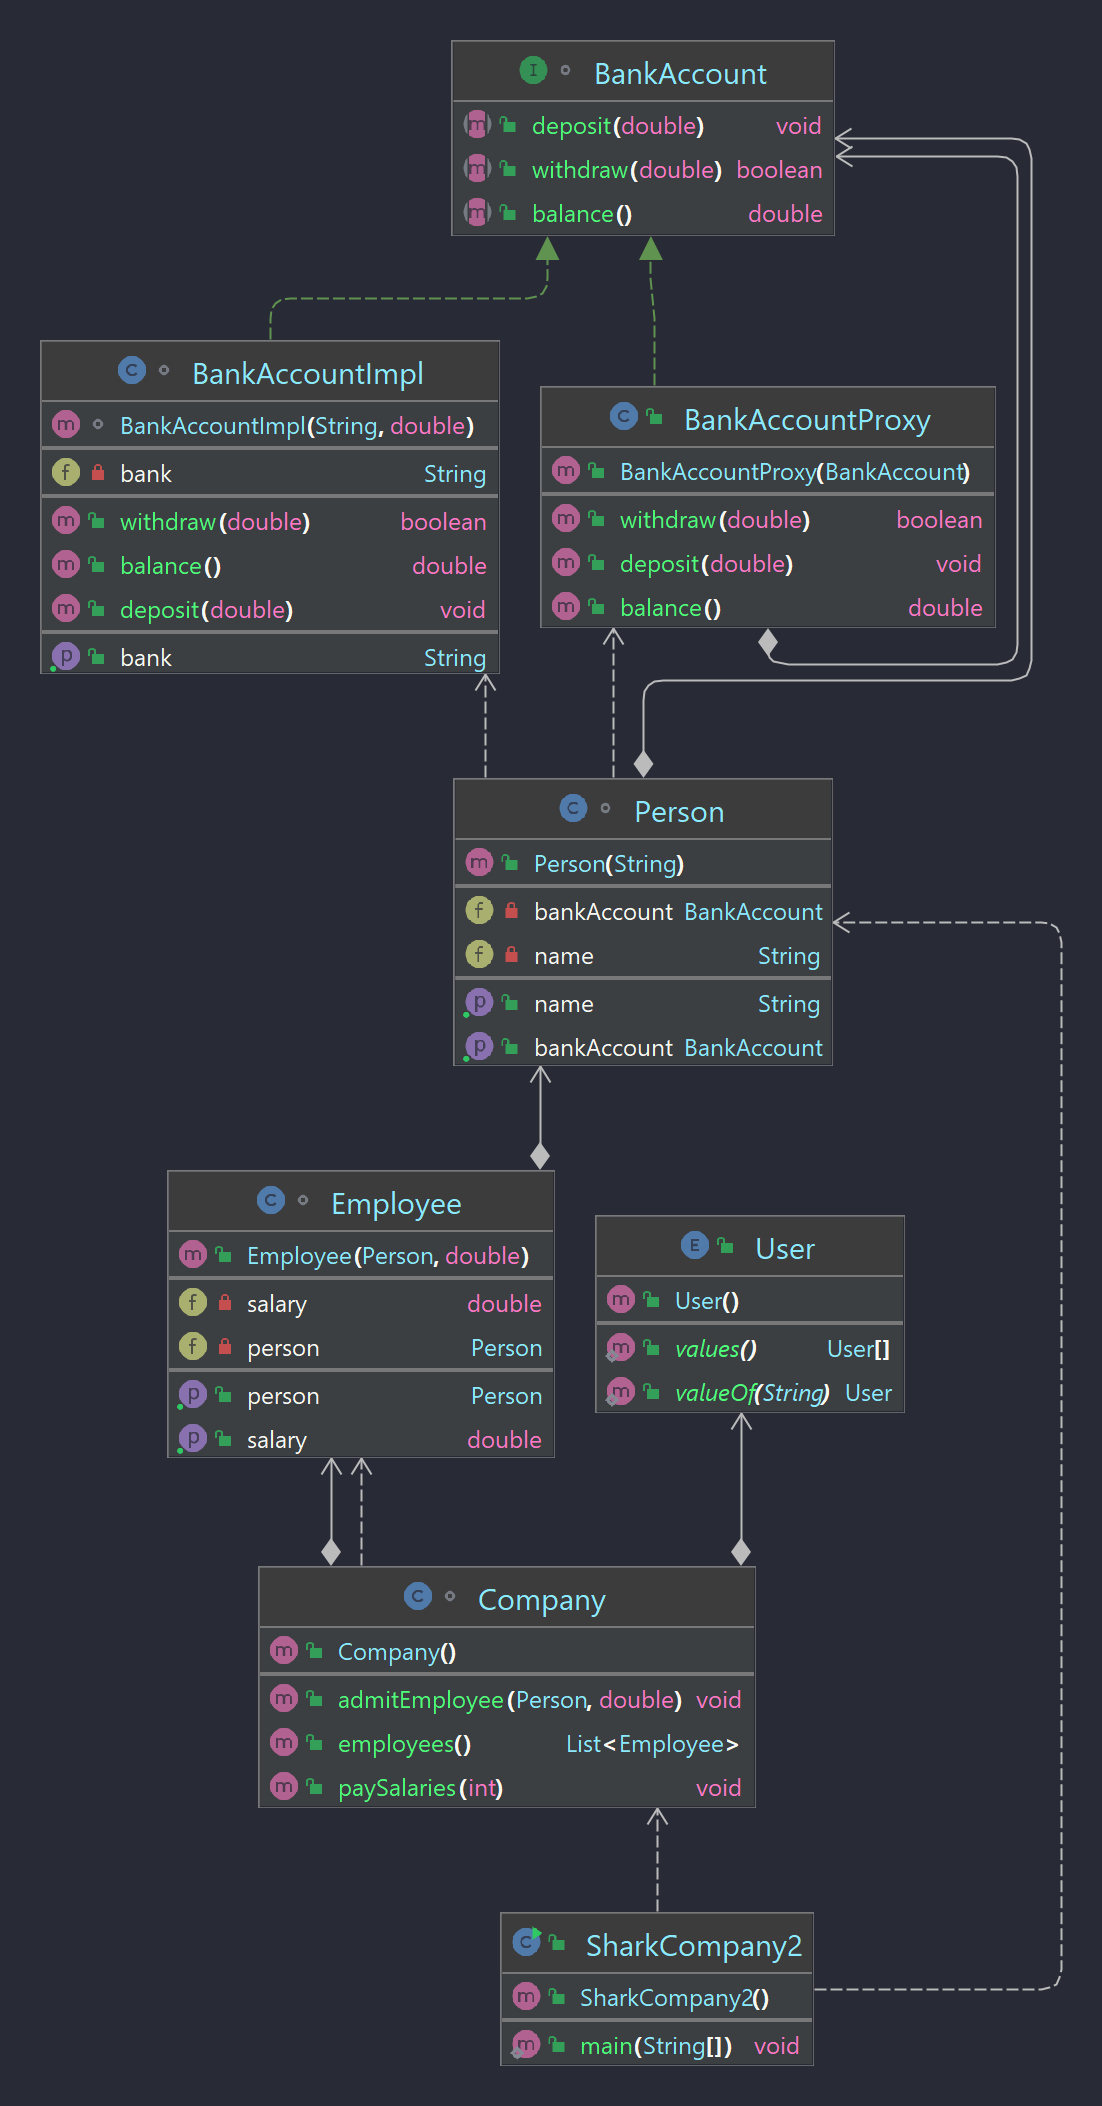 BankAccount
deposit(double) void
withdraw(double) boolean
balance() double
BankAccountImpl
BankAccountImpl(String, double)
bank String
withdraw(double) boolean
balance() double
deposit(double) void
bank String
BankAccountProxy
BankAccountProxy(BankAccount)
withdraw(double) boolean
deposit(double) void
balance() double
Person
Person(String)
bankAccount BankAccount
name String
name String
bankAccount BankAccount
Employee
Employee(Person, double)
salary double
person Person
person Person
salary double
User
User()
values() User[]
valueOf(String) User
Company
Company()
admitEmployee(Person, double) void
employees() List<Employee>
paySalaries(int) void
SharkCompany2
SharkCompany2()
main(String[]) void